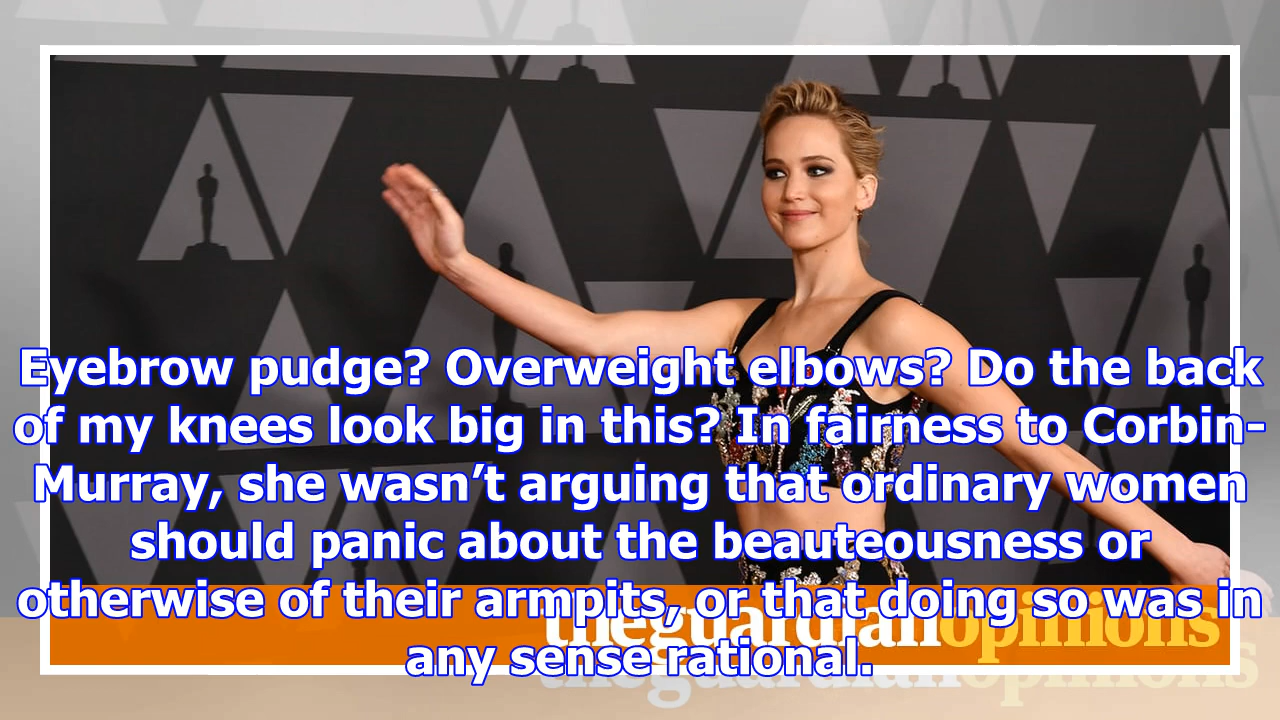 Eyebrow pudge? Overweight elbows? Do the back
of my knees look big in this? In fairness to Corbin-
Murray, she wasn’t arguing that ordinary women
should panic about the beauteousness or
otherwise of their armpits, or that doing so was in
any sense rational.
theguardianopinions
theguardianopinions